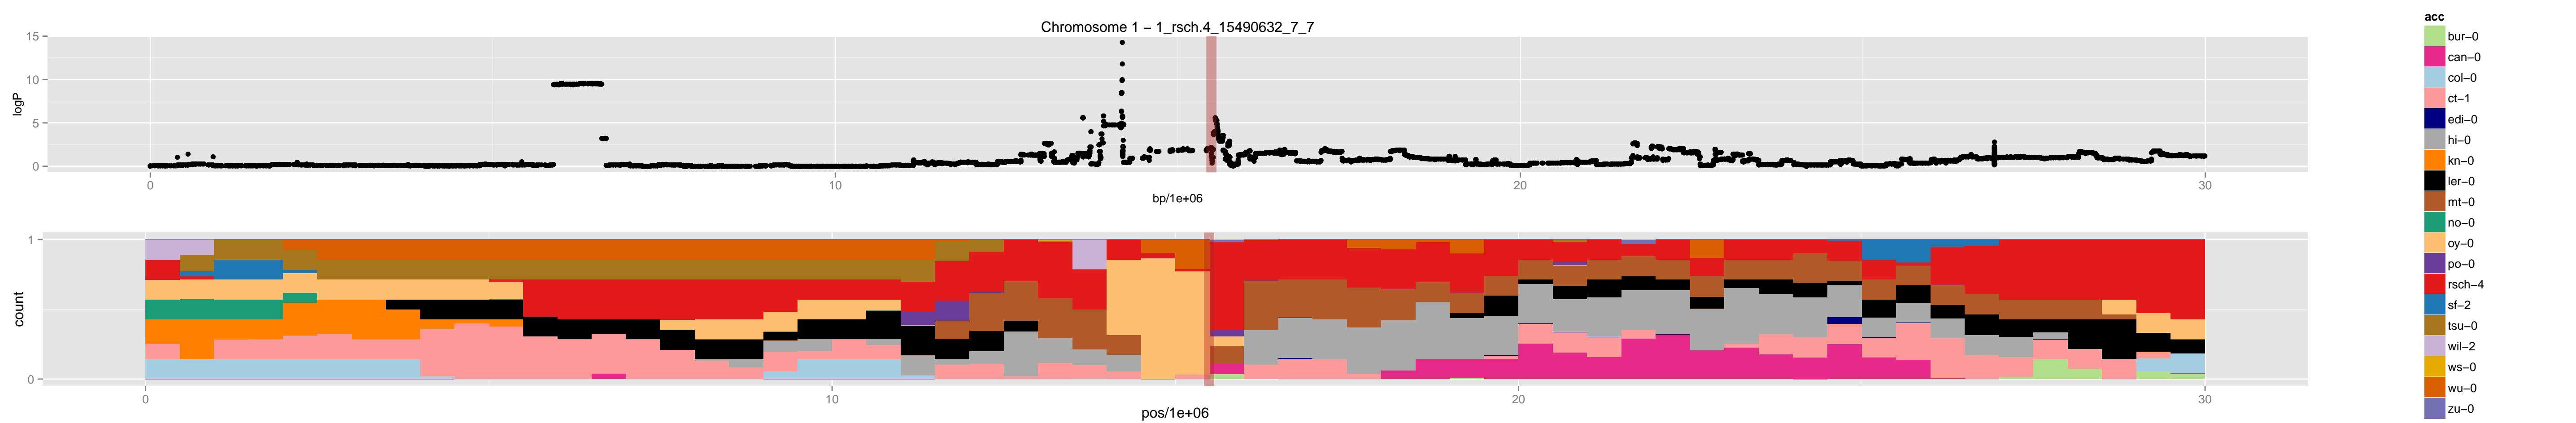 Chromosome 1 − 1_rsch.4_15490632_7_7
15
10
5
0
logP
0
10
20
30
bp/1e+06
1
0
count
0
10
20
30
pos/1e+06
acc
bur−0
can−0
col−0
ct−1
edi−0
hi−0
kn−0
ler−0
mt−0
no−0
oy−0
po−0
rsch−4
sf−2
tsu−0
wil−2
ws−0
wu−0
zu−0